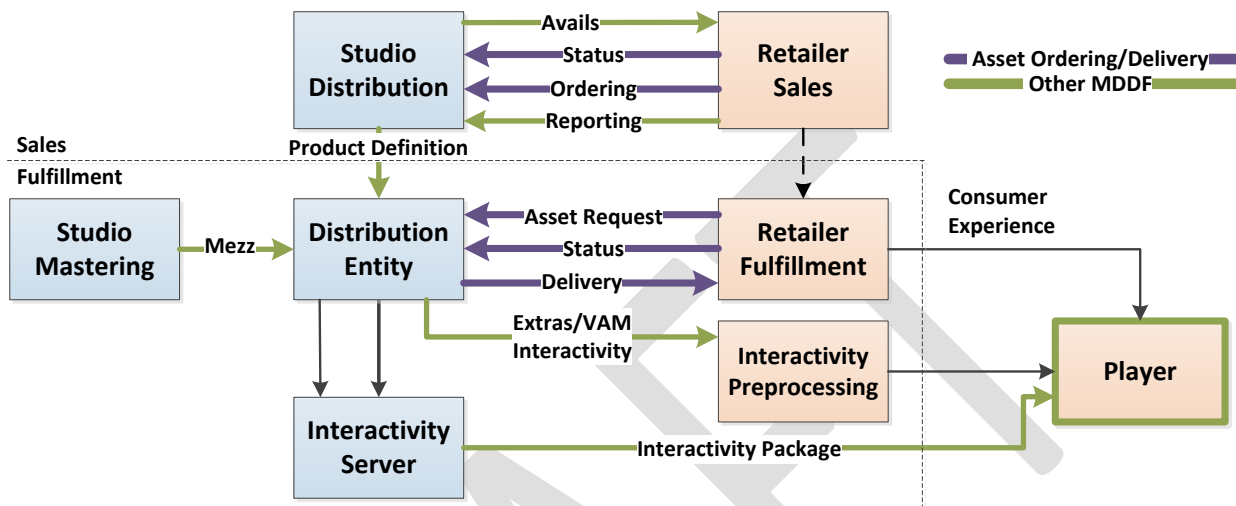 Studio
Distribution
Avails
Status
Ordering
Reporting
Retailer
Sales
Asset Ordering/Delivery
Other MDDF
Sales
Product Definition
Fulfillment
Studio
Mastering
Mezz
Distribution
Entity
Asset Request
Status
Delivery
Retailer
Fulfillment
Consumer
Experience
Extras/VAM
Interactivity
Interactivity
Preprocessing
Player
Interactivity
Server
Interactivity Package